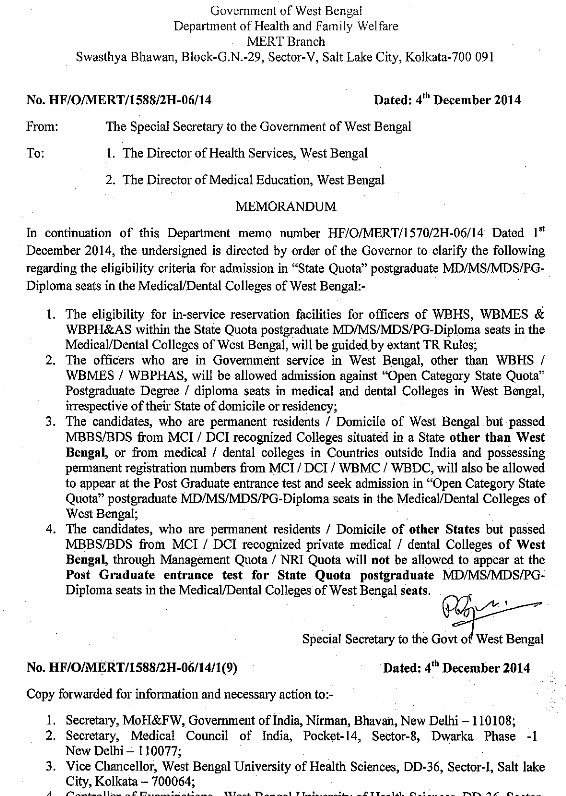 Government of West Bengal
Department of Health and Family Welfare
MERT Branch
Swasthya Bhawan, Block-G.N.-29, Sector-V, Salt Lake City, Kolkata-700 091
No. HF/O/MERT/1588/2H-06/14 Dated: 4th December 2014
From: The Special Secretary to the Government of West Bengal
To: 1. The Director of Health Services, West Bengal
2. The Director of Medical Education, West Bengal
MEMORANDUM
In continuation of this Department memo number HF/O/MERT/1570/2H-06/14 Dated 1st
December 2014, the undersigned is directed by order of the Governor to clarify the following
regarding the eligibility criteria for admission in “State Quota” postgraduate MD/MS/MDS/PG-
Diploma seats in the Medical/Dental Colleges of West Bengal:-
1. The eligibility for in-service reservation facilities for officers of WBHS, WBMES &
WBPH&AS within the State Quota postgraduate MD/MS/MDS/PG-Diploma seats in the
Medical/Dental Colleges of West Bengal, will be guided by extant TR Rules;
2. The officers who are in Government service in West Bengal, other than WBHS /
WBMES / WBPHAS, will be allowed admission against “Open Category State Quota”
Postgraduate Degree / diploma seats in medical and dental Colleges in West Bengal,
irrespective of their State of domicile or residency;
3. The candidates, who are permanent residents / Domicile of West Bengal but passed
MBBS/BDS from MCI / DCI recognized Colleges situated in a State other than West
Bengal, or from medical / dental colleges in Countries outside India and possessing
permanent registration numbers from MCI / DCI / WBMC / WBDC, will also be allowed
to appear at the Post Graduate entrance test and seek admission in “Open Category State
Quota” postgraduate MD/MS/MDS/PG-Diploma seats in the Medical/Dental Colleges of
West Bengal;
4. The candidates, who are permanent residents / Domicile of other States but passed
MBBS/BDS from MCI / DCI recognized private medical / dental Colleges of West
Bengal, through Management Quota / NRI Quota will not be allowed to appear at the
Post Graduate entrance test for State Quota postgraduate MD/MS/MDS/PG-
Diploma seats in the Medical/Dental Colleges of West Bengal seats.
Special Secretary to the Govt of West Bengal
No. HF/O/MERT/1588/2H-06/14/1(9) Dated: 4th December 2014
Copy forwarded for information and necessary action to:-
1. Secretary, MoH&FW, Government of India, Nirman, Bhavan, New Delhi – 110108;
2. Secretary, Medical Council of India, Pocket-14, Sector-8, Dwarka Phase -1
New Delhi – 110077;
3. Vice Chancellor, West Bengal University of Health Sciences, DD-36, Sector-I, Salt lake
City, Kolkata – 700064;